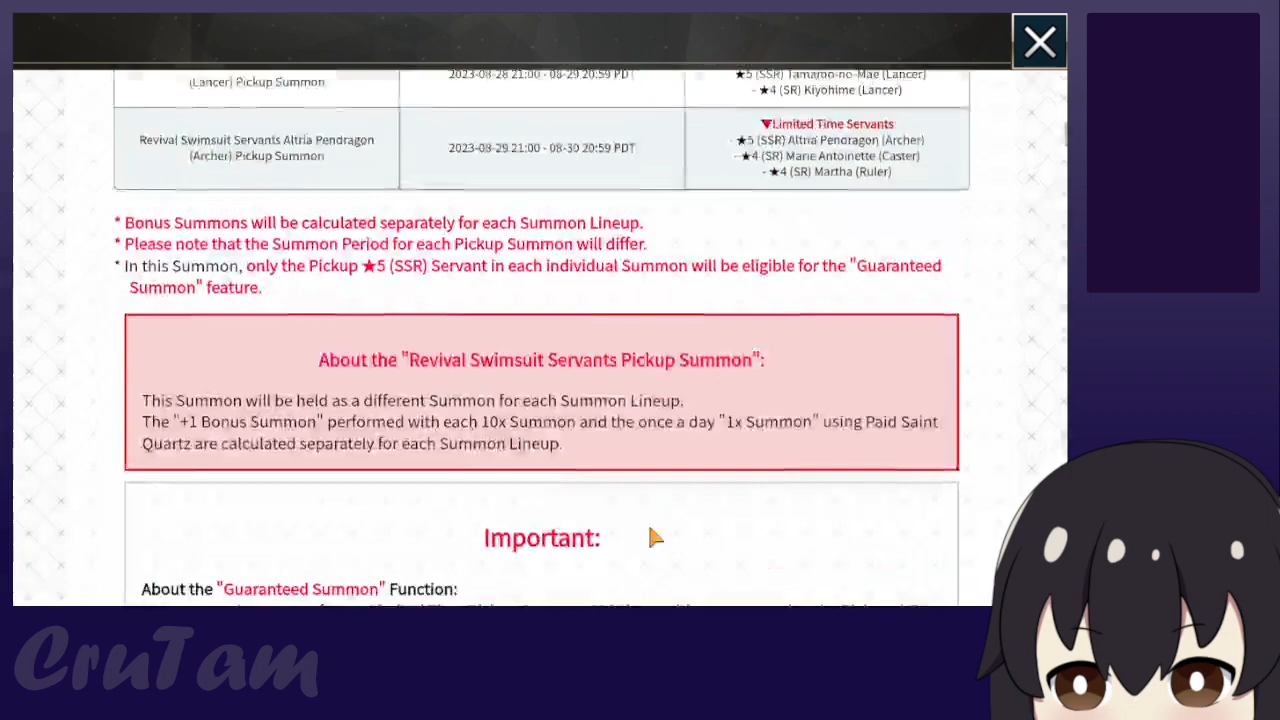 (Lancer) Pickup Summon
2023-08-28 21:00 - 08-29 20:59 PDT
★5 (SSR) Tamamo-no-Mae (Lancer)
- ★4 (SR) Kiyohime (Lancer)
Revival Swimsuit Servants Altria Pendragon
(Archer) Pickup Summon
2023-08-29 21:00 - 08-30 20:59 PDT
▼Limited Time Servants
- ★5 (SSR) Altria Pendragon (Archer)
- ★4 (SR) Marie Antoinette (Caster)
- ★4 (SR) Martha (Ruler)
* Bonus Summons will be calculated separately for each Summon Lineup.
* Please note that the Summon Period for each Pickup Summon will differ.
* In this Summon, only the Pickup ★5 (SSR) Servant in each individual Summon will be eligible for the "Guaranteed
Summon" feature.
About the "Revival Swimsuit Servants Pickup Summon":
This Summon will be held as a different Summon for each Summon Lineup.
The "+1 Bonus Summon" performed with each 10x Summon and the once a day "1x Summon" using Paid Saint
Quartz are calculated separately for each Summon Lineup.
Important:
About the "Guaranteed Summon" Function:
CruTam